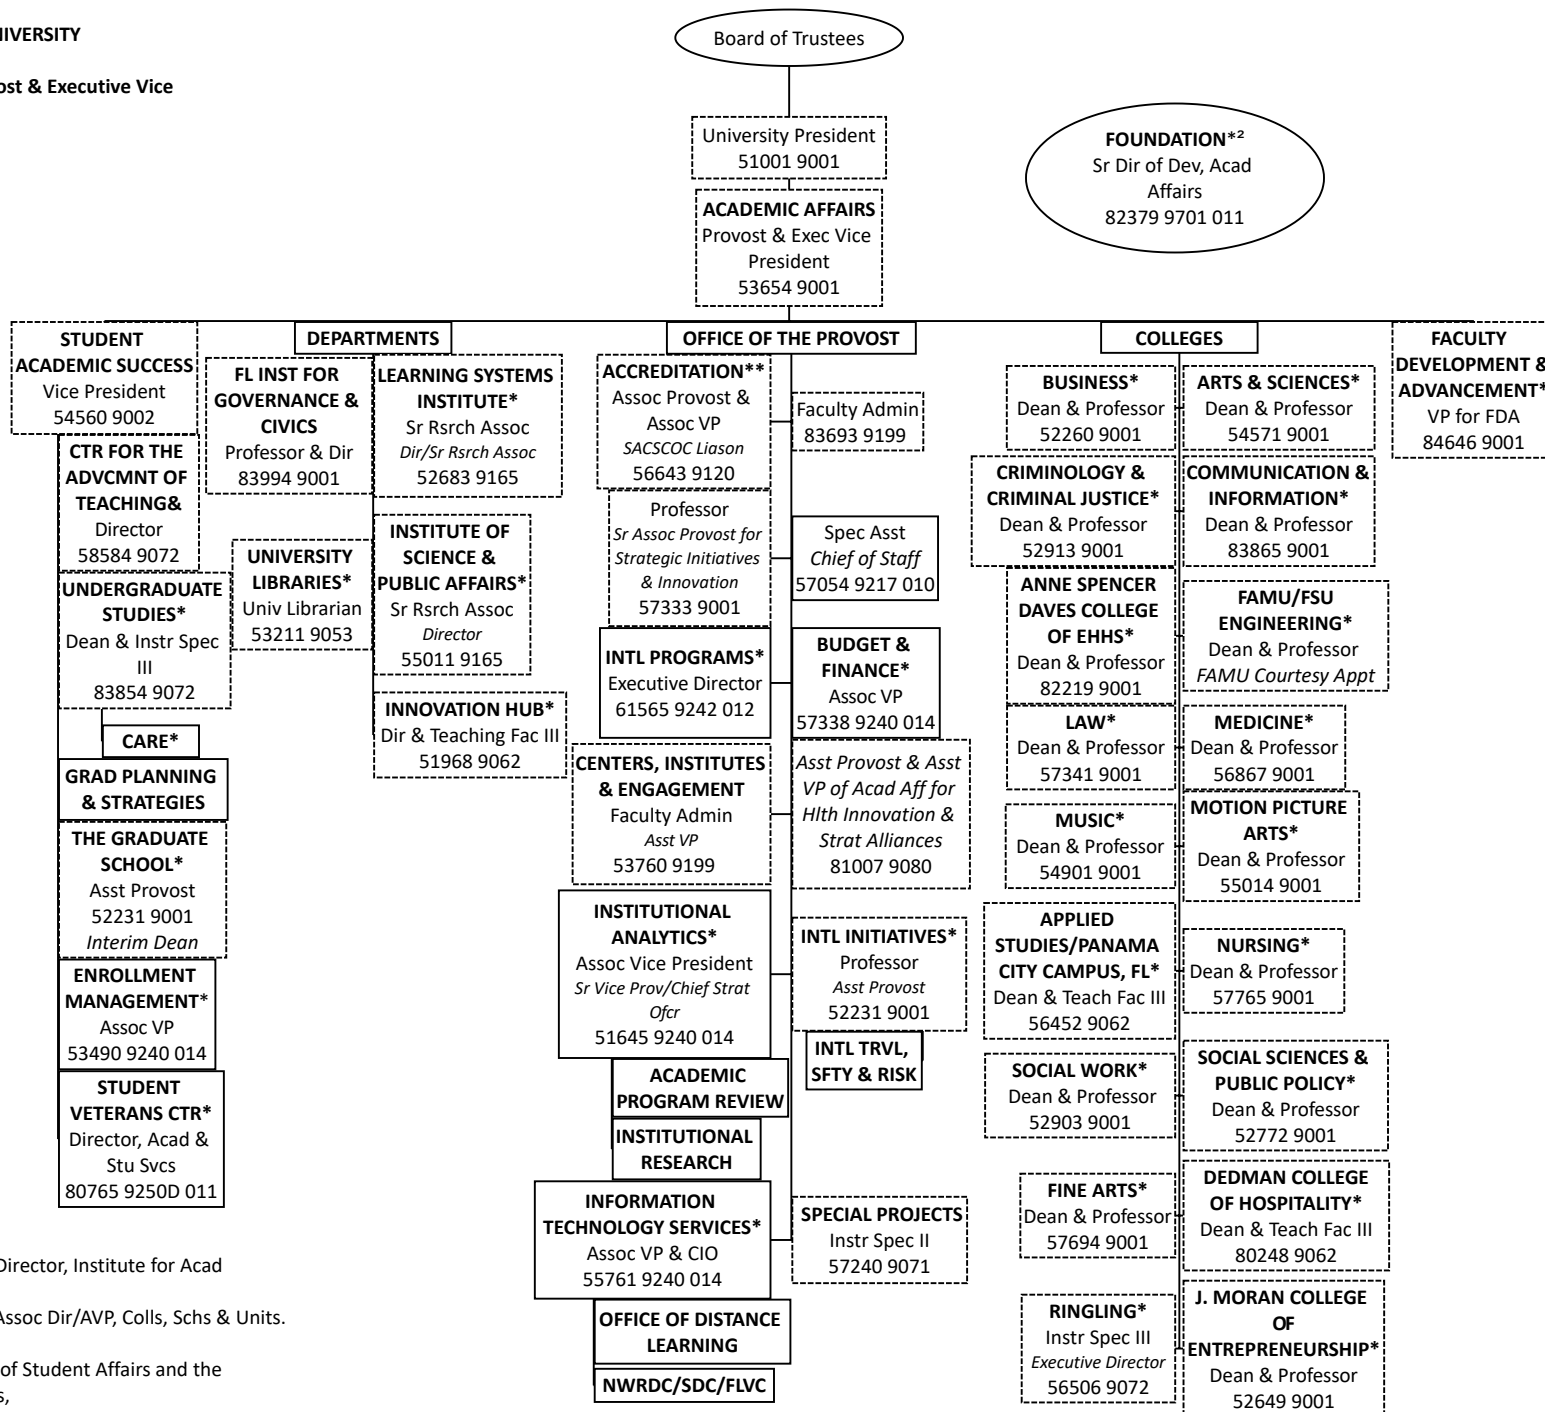 NIVERSITY
ost & Executive Vice
Board of Trustees
University President
51001 9001
FOUNDATION*²
Sr Dir of Dev, Acad
Affairs
82379 9701 011
ACADEMIC AFFAIRS
Provost & Exec Vice
President
53654 9001
STUDENT
ACADEMIC SUCCESS
Vice President
54560 9002
CTR FOR THE
ADVCMNT OF
TEACHING&
Director
58584 9072
UNDERGRADUATE
STUDIES*
Dean & Instr Spec
III
83854 9072
CARE*
GRAD PLANNING
& STRATEGIES
THE GRADUATE
SCHOOL*
Asst Provost
52231 9001
Interim Dean
ENROLLMENT
MANAGEMENT*
Assoc VP
53490 9240 014
STUDENT
VETERANS CTR*
Director, Acad &
Stu Svcs
80765 9250D 011
DEPARTMENTS
FL INST FOR
GOVERNANCE &
CIVICS
Professor & Dir
83994 9001
LEARNING SYSTEMS
INSTITUTE*
Sr Rsrch Assoc
Dir/Sr Rsrch Assoc
52683 9165
UNIVERSITY
LIBRARIES*
Univ Librarian
53211 9053
INSTITUTE OF
SCIENCE &
PUBLIC AFFAIRS*
Sr Rsrch Assoc
Director
55011 9165
INNOVATION HUB*
Dir & Teaching Fac III
51968 9062
OFFICE OF THE PROVOST
ACCREDITATION**
Assoc Provost &
Assoc VP
SACSCOC Liason
56643 9120
Faculty Admin
83693 9199
Professor
Sr Assoc Provost for
Strategic Initiatives
& Innovation
57333 9001
Spec Asst
Chief of Staff
57054 9217 010
INTL PROGRAMS*
Executive Director
61565 9242 012
BUDGET &
FINANCE*
Assoc VP
57338 9240 014
CENTERS, INSTITUTES
& ENGAGEMENT
Faculty Admin
Asst VP
53760 9199
Asst Provost & Asst
VP of Acad Aff for
Hlth Innovation &
Strat Alliances
81007 9080
INSTITUTIONAL
ANALYTICS*
Assoc Vice President
Sr Vice Prov/Chief Strat
Ofcr
51645 9240 014
INTL INITIATIVES*
Professor
Asst Provost
52231 9001
INTL TRVL,
SFTY & RISK
ACADEMIC
PROGRAM REVIEW
INSTITUTIONAL
RESEARCH
INFORMATION
TECHNOLOGY SERVICES*
Assoc VP & CIO
55761 9240 014
SPECIAL PROJECTS
Instr Spec II
57240 9071
OFFICE OF DISTANCE
LEARNING
NWRDC/SDC/FLVC
COLLEGES
BUSINESS*
Dean & Professor
52260 9001
ARTS & SCIENCES*
Dean & Professor
54571 9001
CRIMINOLOGY &
CRIMINAL JUSTICE*
Dean & Professor
52913 9001
COMMUNICATION &
INFORMATION*
Dean & Professor
83865 9001
ANNE SPENCER
DAVES COLLEGE
OF EHHS*
Dean & Professor
82219 9001
FAMU/FSU
ENGINEERING*
Dean & Professor
FAMU Courtesy Appt
LAW*
Dean & Professor
57341 9001
MEDICINE*
Dean & Professor
56867 9001
MUSIC*
Dean & Professor
54901 9001
MOTION PICTURE
ARTS*
Dean & Professor
55014 9001
APPLIED
STUDIES/PANAMA
CITY CAMPUS, FL*
Dean & Teach Fac III
56452 9062
NURSING*
Dean & Professor
57765 9001
SOCIAL WORK*
Dean & Professor
52903 9001
SOCIAL SCIENCES &
PUBLIC POLICY*
Dean & Professor
52772 9001
FINE ARTS*
Dean & Professor
57694 9001
DEDMAN COLLEGE
OF HOSPITALITY*
Dean & Teach Fac III
80248 9062
RINGLING*
Instr Spec III
Executive Director
56506 9072
J. MORAN COLLEGE
OF
ENTREPRENEURSHIP*
Dean & Professor
52649 9001
FACULTY
DEVELOPMENT &
ADVANCEMENT*
VP for FDA
84646 9001
Director, Institute for Acad
Assoc Dir/AVP, Colls, Schs & Units.
of Student Affairs and the
s,